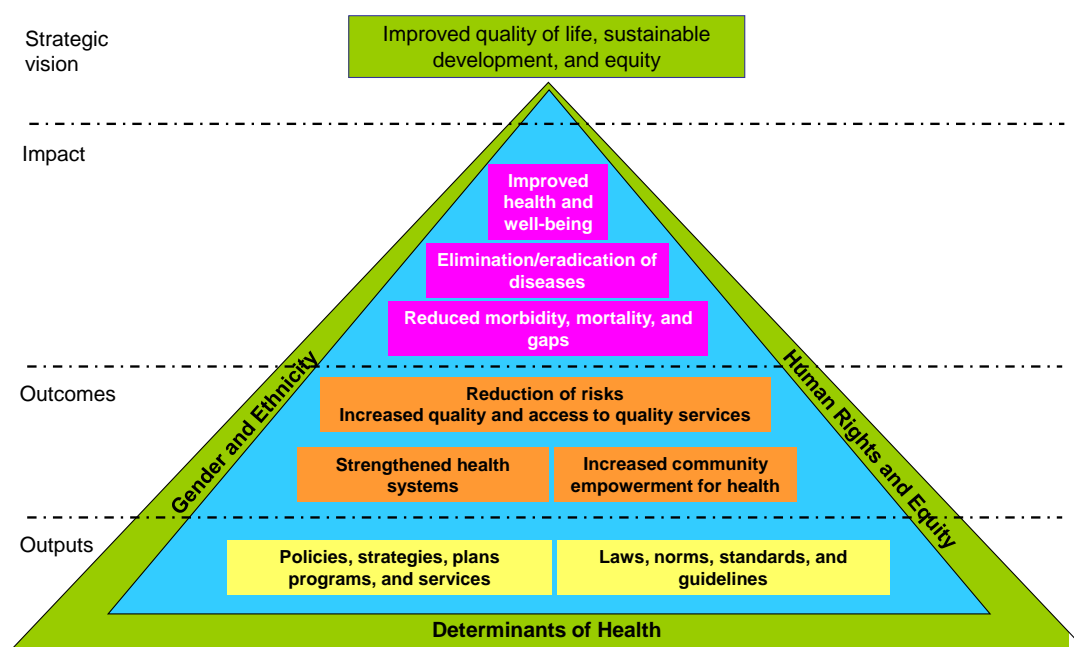 Strategic
vision
Improved quality of life, sustainable
development, and equity
Impact
Improved
health and
well-being
Elimination/eradication of
diseases
Reduced morbidity, mortality, and
gaps
Gender and Ethnicity
Human Rights and Equity
Outcomes
Reduction of risks
Increased quality and access to quality services
Strengthened health
systems
Increased community
empowerment for health
Outputs
Policies, strategies, plans
programs, and services
Laws, norms, standards, and
guidelines
Determinants of Health